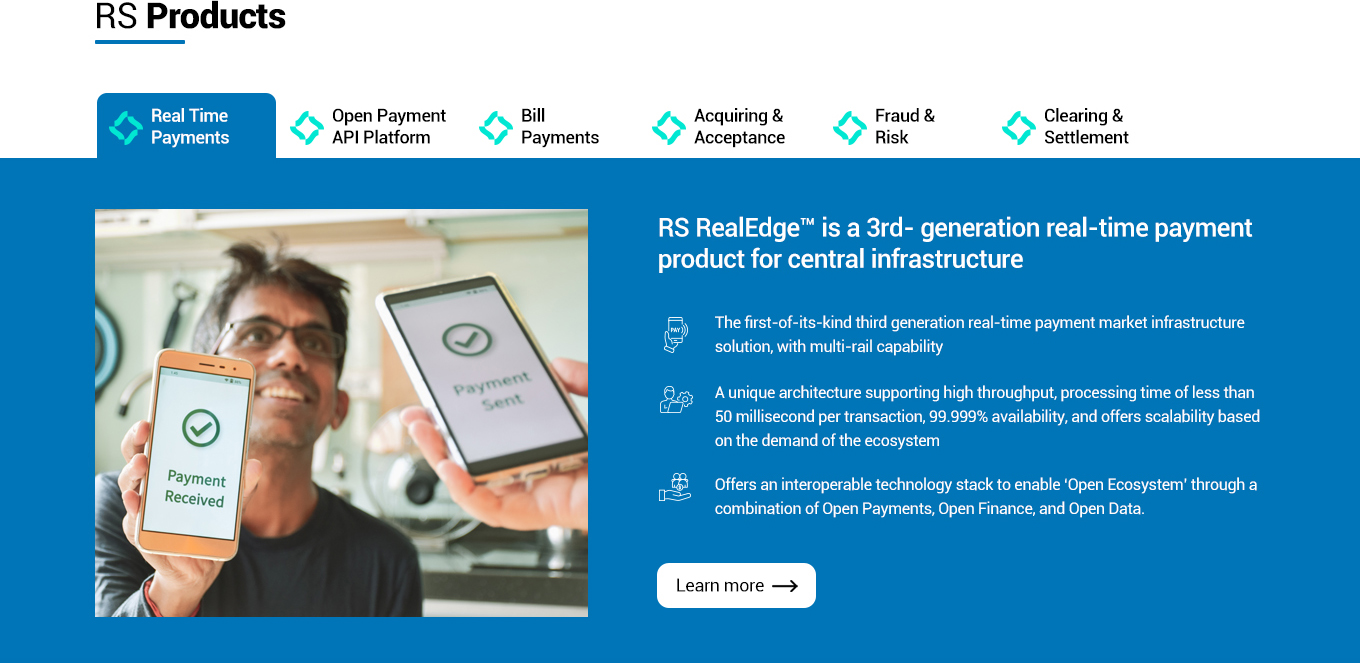 RS Products
Real Time
Payments
Open Payment
API Platform
Bill
Payments
Acquiring &
Acceptance
Fraud &
Risk
Clearing &
Settlement
RS RealEdge™ is a 3rd- generation real-time payment
product for central infrastructure
PAY
The first-of-its-kind third generation real-time payment market infrastructure
solution, with multi-rail capability
A unique architecture supporting high throughput, processing time of less than
50 millisecond per transaction, 99.999% availability, and offers scalability based
on the demand of the ecosystem
Offers an interoperable technology stack to enable ‘Open Ecosystem’ through a
combination of Open Payments, Open Finance, and Open Data.
Learn more
Payment
Sent
Payment
Received